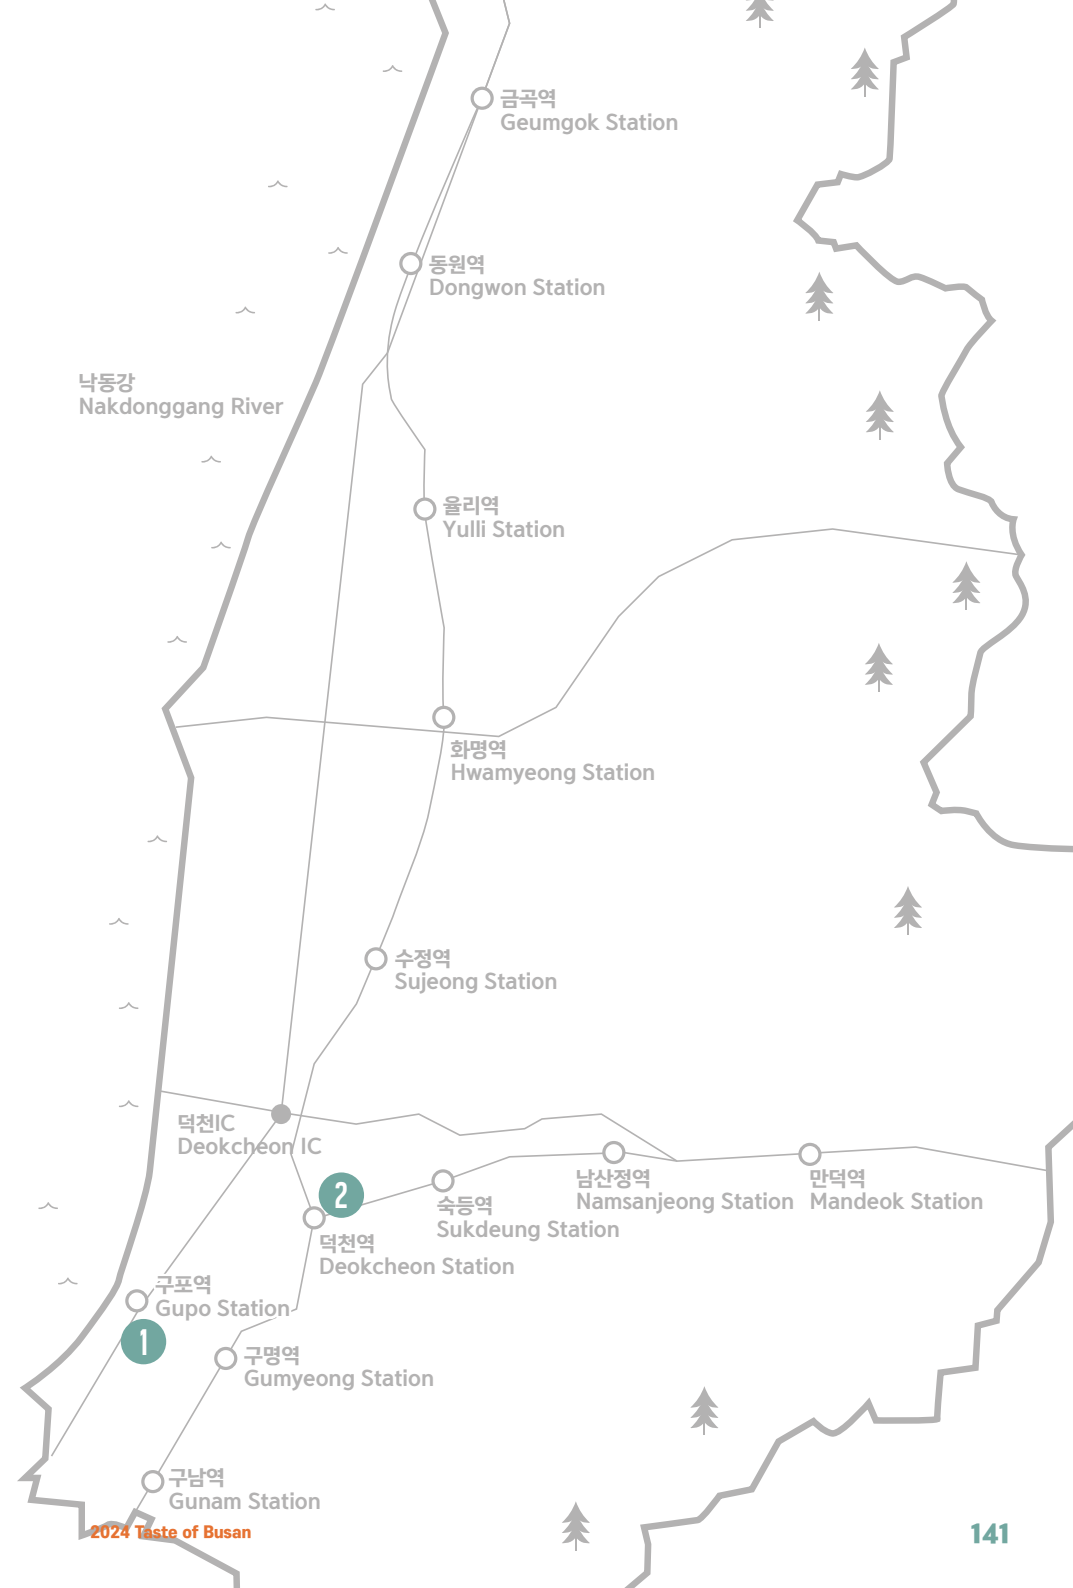 금곡역
Geumgok Station
동원역
Dongwon Station
낙동강
Nakdonggang River
율리역
Yulli Station
화명역
Hwamyeong Station
수정역
Sujeong Station
덕천IC
Deokcheon IC
2
숙등역
Sukdeung Station
남산정역
Namsanjeong Station
만덕역
Mandeok Station
덕천역
Deokcheon Station
구포역
Gupo Station
1
구명역
Gumyeong Station
구남역
Gunam Station
2024 Taste of Busan
141